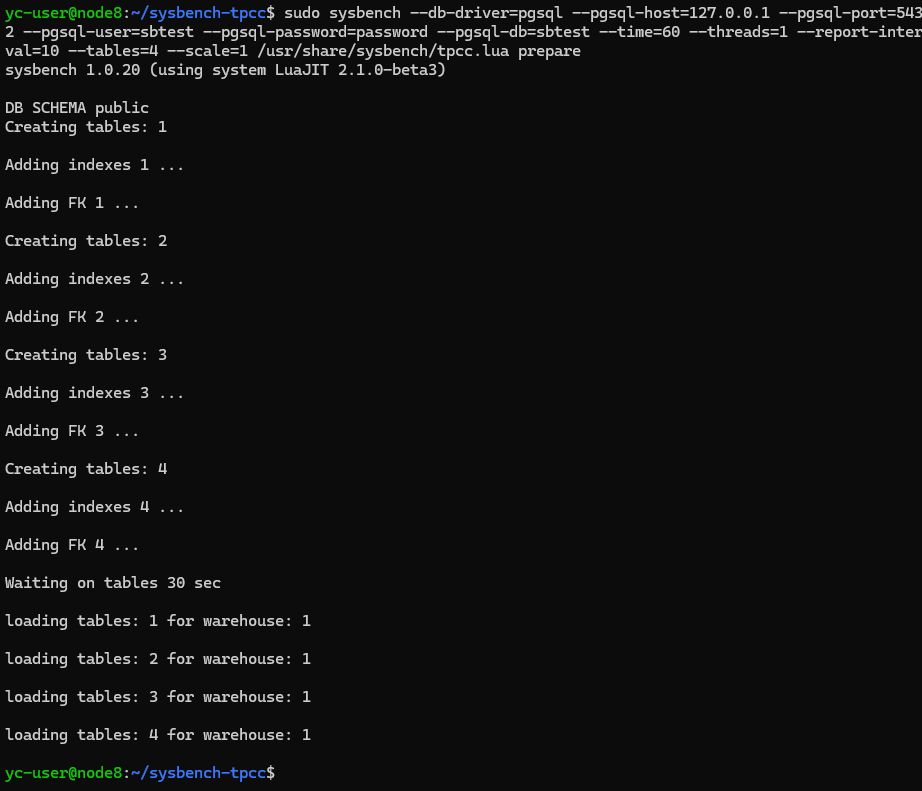 yc-user@node8:~/sysbench-tpcc$ sudo sysbench --db-driver=pgsql --pgsql-host=127.0.0.1 --pgsql-port=543
2 --pgsql-user=sbtest --pgsql-password=password --pgsql-db=sbtest --time=60 --threads=1 --report-inter
val=10 --tables=4 --scale=1 /usr/share/sysbench/tpcc.lua prepare
sysbench 1.0.20 (using system LuaJIT 2.1.0-beta3)
DB SCHEMA public
Creating tables: 1
Adding indexes 1 ...
Adding FK 1 ...
Creating tables: 2
Adding indexes 2 ...
Adding FK 2 ...
Creating tables: 3
Adding indexes 3 ...
Adding FK 3 ...
Creating tables: 4
Adding indexes 4 ...
Adding FK 4 ...
Waiting on tables 30 sec
loading tables: 1 for warehouse: 1
loading tables: 2 for warehouse: 1
loading tables: 3 for warehouse: 1
loading tables: 4 for warehouse: 1
yc-user@node8:~/sysbench-tpcc$